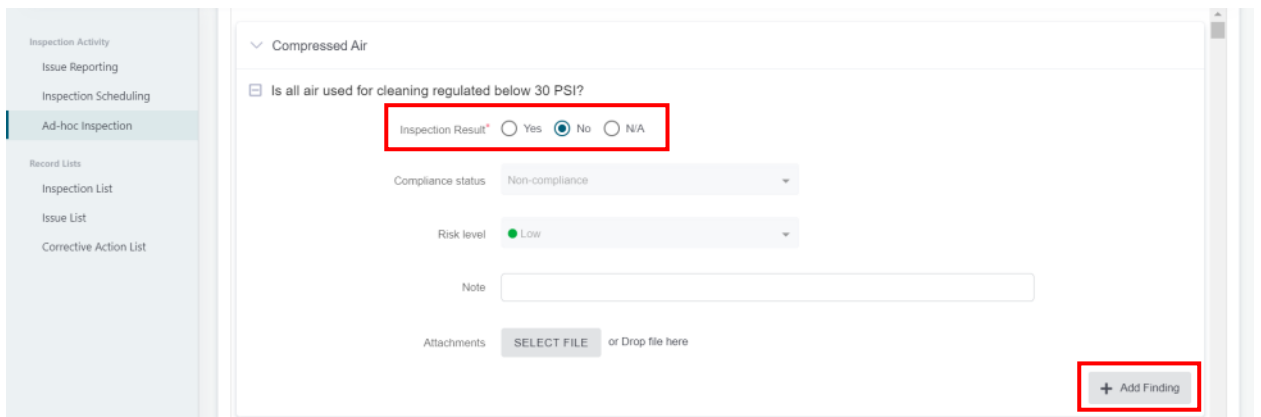 Inspection Activity
Issue Reporting
Inspection Scheduling
Ad-hoc Inspection
Record Lists
Inspection List
Issue List
Corrective Action List
Compressed Air
Is all air used for cleaning regulated below 30 PSI?
Inspection Result* Yes No N/A
Compliance status Non-compliance
Risk level Low
Note
Attachments SELECT FILE or Drop file here
+ Add Finding